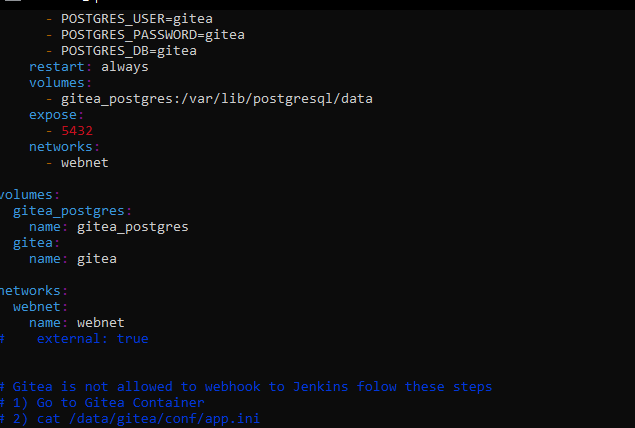 - POSTGRES_USER=gitea
- POSTGRES_PASSWORD=gitea
- POSTGRES_DB=gitea
restart: always
volumes:
- gitea_postgres:/var/lib/postgresql/data
expose:
- 5432
networks:
- webnet
volumes:
gitea_postgres:
name: gitea_postgres
gitea:
name: gitea
networks:
webnet:
name: webnet
# external: true
# Gitea is not allowed to webhook to Jenkins folow these steps
# 1) Go to Gitea Container
# 2) cat /data/gitea/conf/app.ini